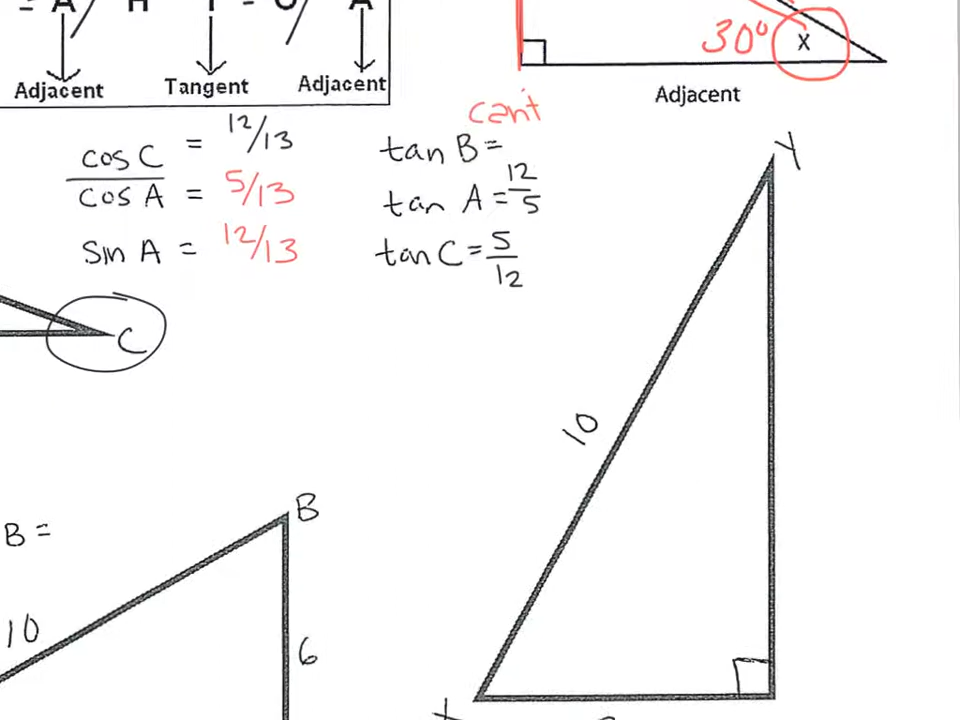 A / H T = O / A
Adjacent Tangent Adjacent
30° x
Adjacent
can't
cos C = 12/13
cos A = 5/13
sin A = 12/13
tan B =
tan A = 12/5
tan C = 5/12
C
Y
10
B
B =
10
6